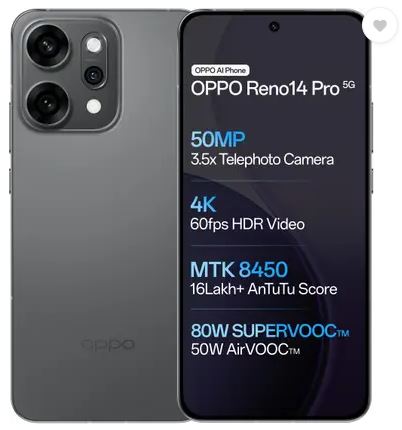 OPPO AI Phone
OPPO Reno14 Pro 5G
50MP
3.5x Telephoto Camera
4K
60fps HDR Video
MTK 8450
16Lakh+ AnTuTu Score
80W SUPERVOOC™
50W AirVOOC™
oppo